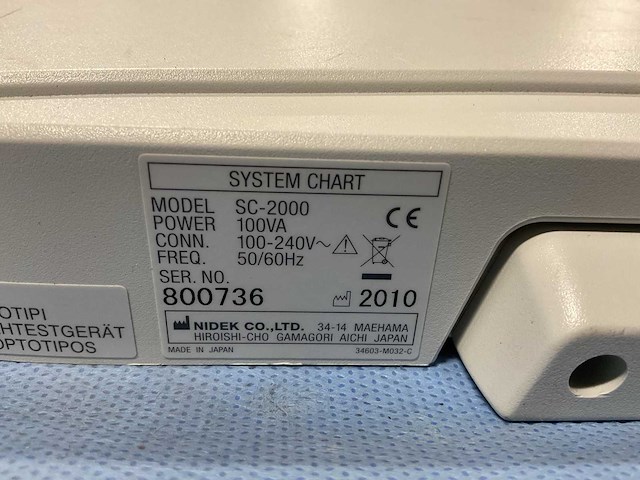 SYSTEM CHART
MODEL SC-2000
POWER 100VA
CONN. 100-240V~
FREQ. 50/60Hz
SER. NO.
800736 2010
NIDEK CO.,LTD. 34-14 MAEHAMA
HIROISHI-CHO GAMAGORI AICHI JAPAN
MADE IN JAPAN 34603-M032-C
CE
OTIPI
HTESTGERÄT
OPTOTIPOS